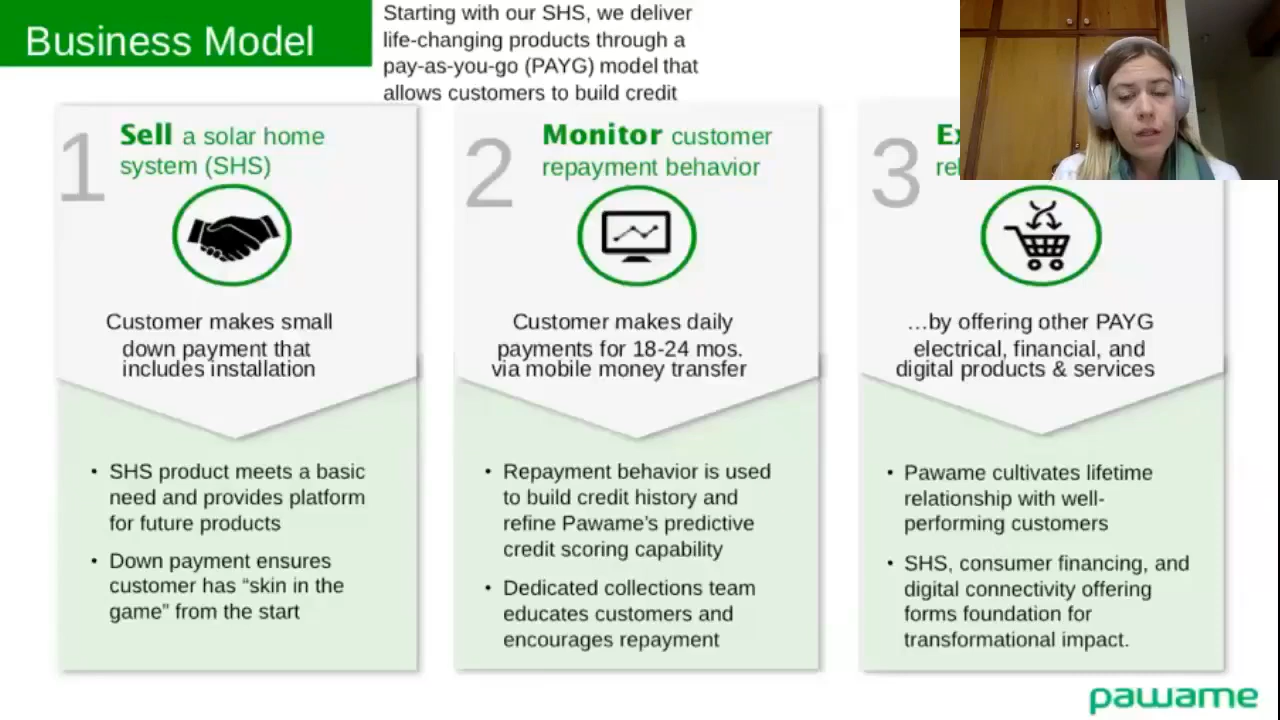 Business Model
Starting with our SHS, we deliver
life-changing products through a
pay-as-you-go (PAYG) model that
allows customers to build credit
1
Sell a solar home
system (SHS)
Customer makes small
down payment that
includes installation
• SHS product meets a basic
need and provides platform
for future products
• Down payment ensures
customer has “skin in the
game” from the start
2
Monitor customer
repayment behavior
Customer makes daily
payments for 18-24 mos.
via mobile money transfer
• Repayment behavior is used
to build credit history and
refine Pawame’s predictive
credit scoring capability
• Dedicated collections team
educates customers and
encourages repayment
3
…by offering other PAYG
electrical, financial, and
digital products & services
• Pawame cultivates lifetime
relationship with well-
performing customers
• SHS, consumer financing, and
digital connectivity offering
forms foundation for
transformational impact.
pawame